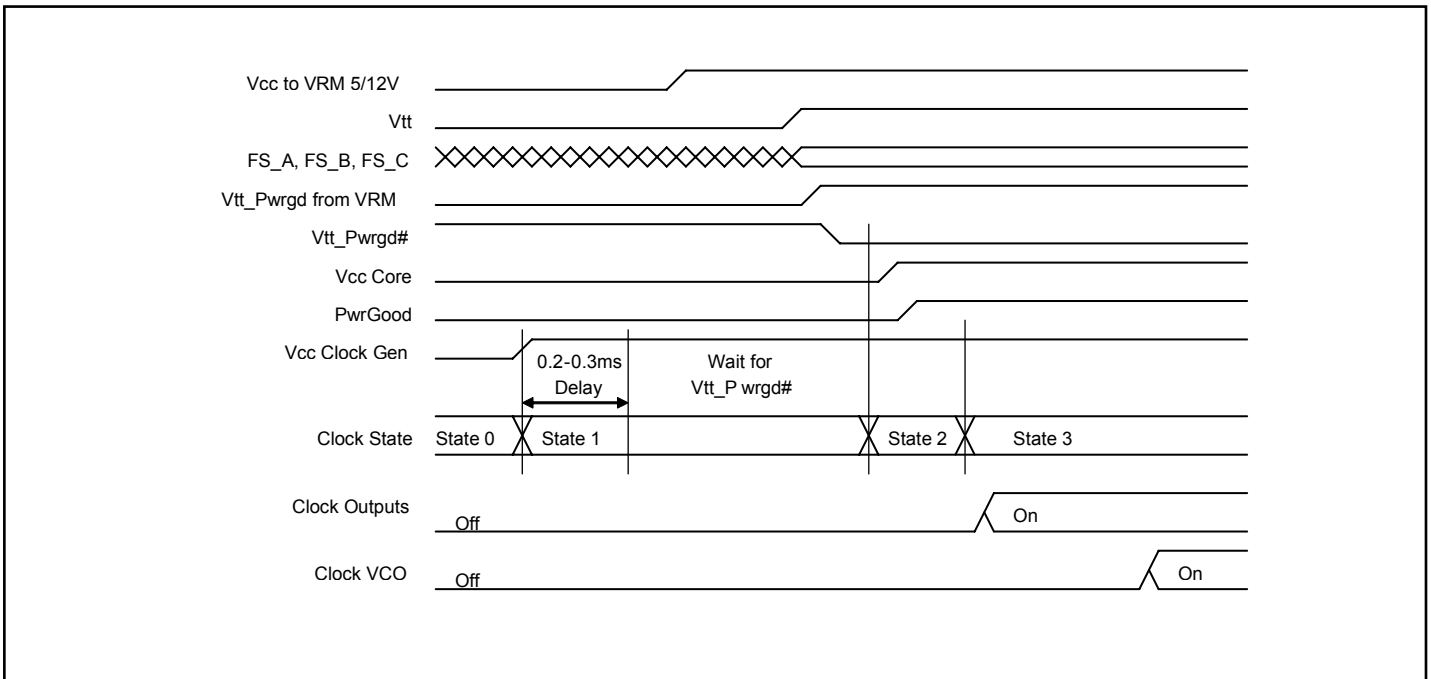 Vcc to VRM 5/12V
Vtt
FS_A, FS_B, FS_C
Vtt_Pwrgd from VRM
Vtt_Pwrgd#
Vcc Core
PwrGood
Vcc Clock Gen
0.2-0.3ms Wait for
Delay Vtt_P wrgd#
Clock State State 0 State 1 State 2 State 3
Clock Outputs Off On
Clock VCO Off On